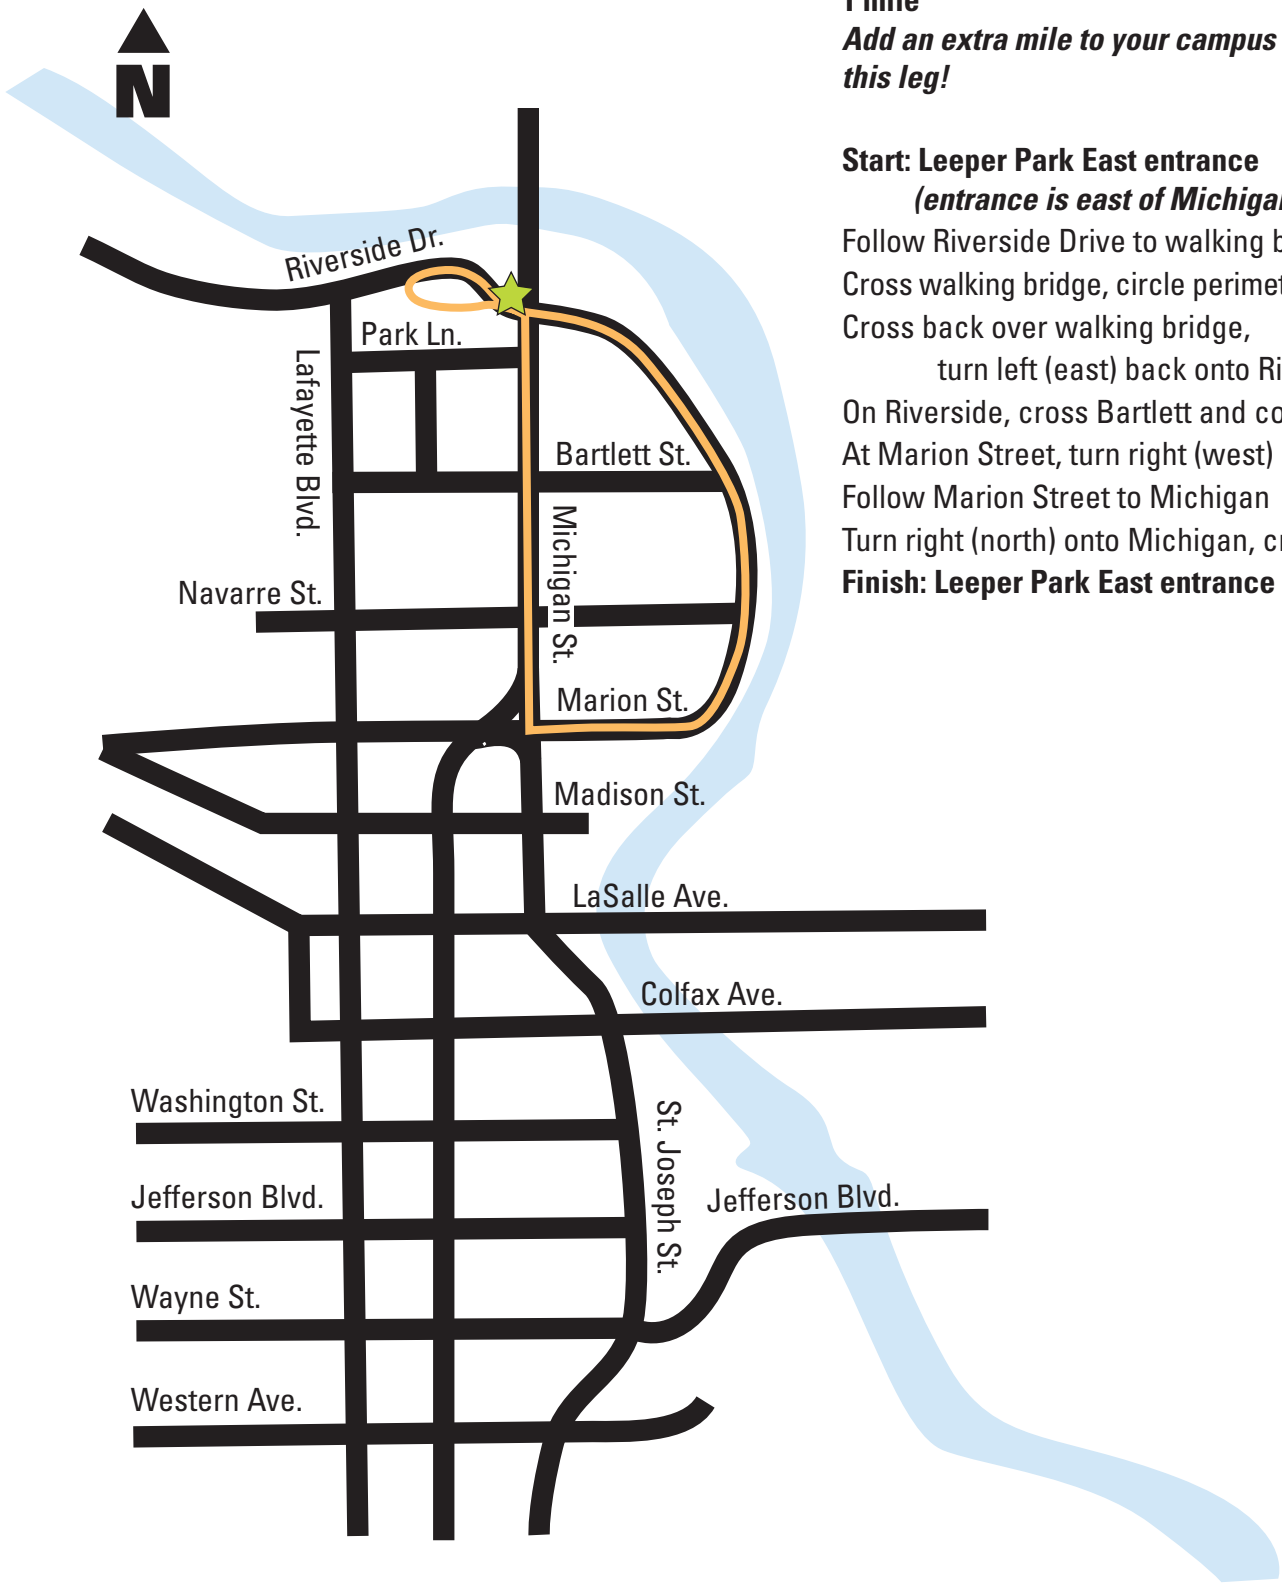 1 mile
Add an extra mile to your campus
this leg!
Start: Leeper Park East entrance
(entrance is east of Michigan
Follow Riverside Drive to walking
Cross walking bridge, circle
Cross back over walking bridge,
turn left (east) back onto
On Riverside, cross Bartlett and
At Marion Street, turn right (west)
Follow Marion Street to Michigan
Turn right (north) onto Michigan,
Finish: Leeper Park East entrance
N
Riverside Dr.
Park Ln.
Lafayette Blvd.
Bartlett St.
Michigan St.
Navarre St.
Marion St.
Madison St.
LaSalle Ave.
Colfax Ave.
Washington St.
St. Joseph St.
Jefferson Blvd.
Jefferson Blvd.
Wayne St.
Western Ave.